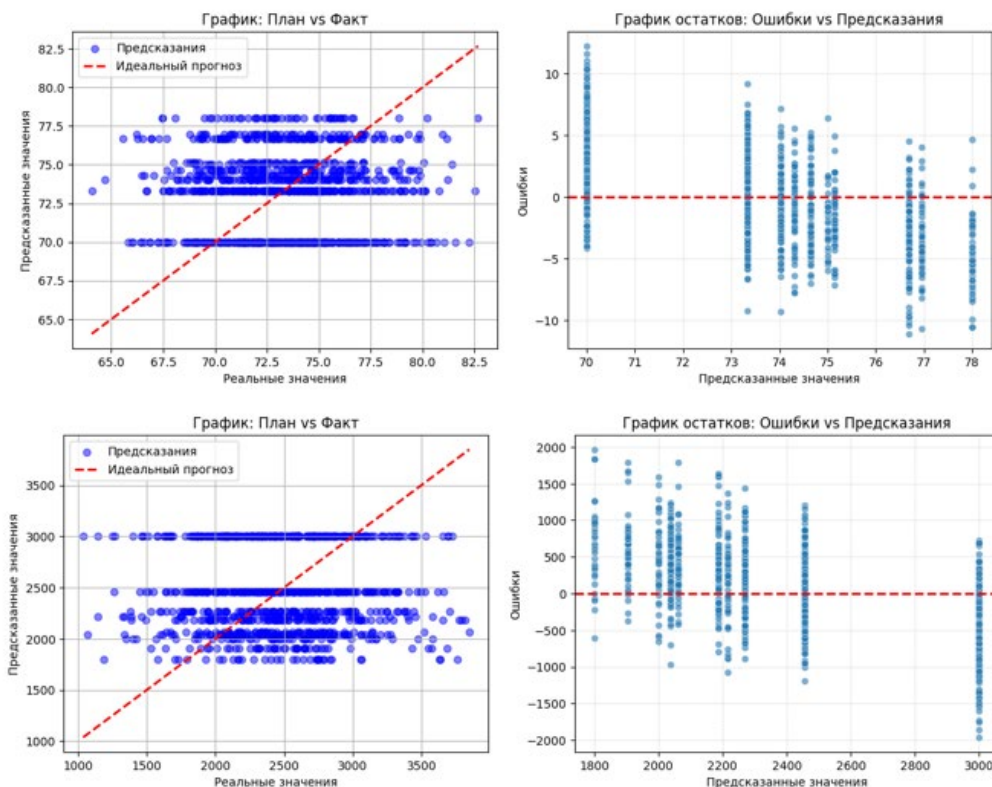 График: План vs Факт
Предсказания
Идеальный прогноз
Предсказанные значения
82.5
80.0
77.5
75.0
72.5
70.0
67.5
65.0
65.0 67.5 70.0 72.5 75.0 77.5 80.0 82.5
Реальные значения
График остатков: Ошибки vs Предсказания
Ошибки
10
5
0
−5
−10
70 71 72 73 74 75 76 77 78
Предсказанные значения
График: План vs Факт
Предсказания
Идеальный прогноз
Предсказанные значения
3500
3000
2500
2000
1500
1000
1000 1500 2000 2500 3000 3500
Реальные значения
График остатков: Ошибки vs Предсказания
Ошибки
2000
1500
1000
500
0
−500
−1000
−1500
−2000
1800 2000 2200 2400 2600 2800 3000
Предсказанные значения